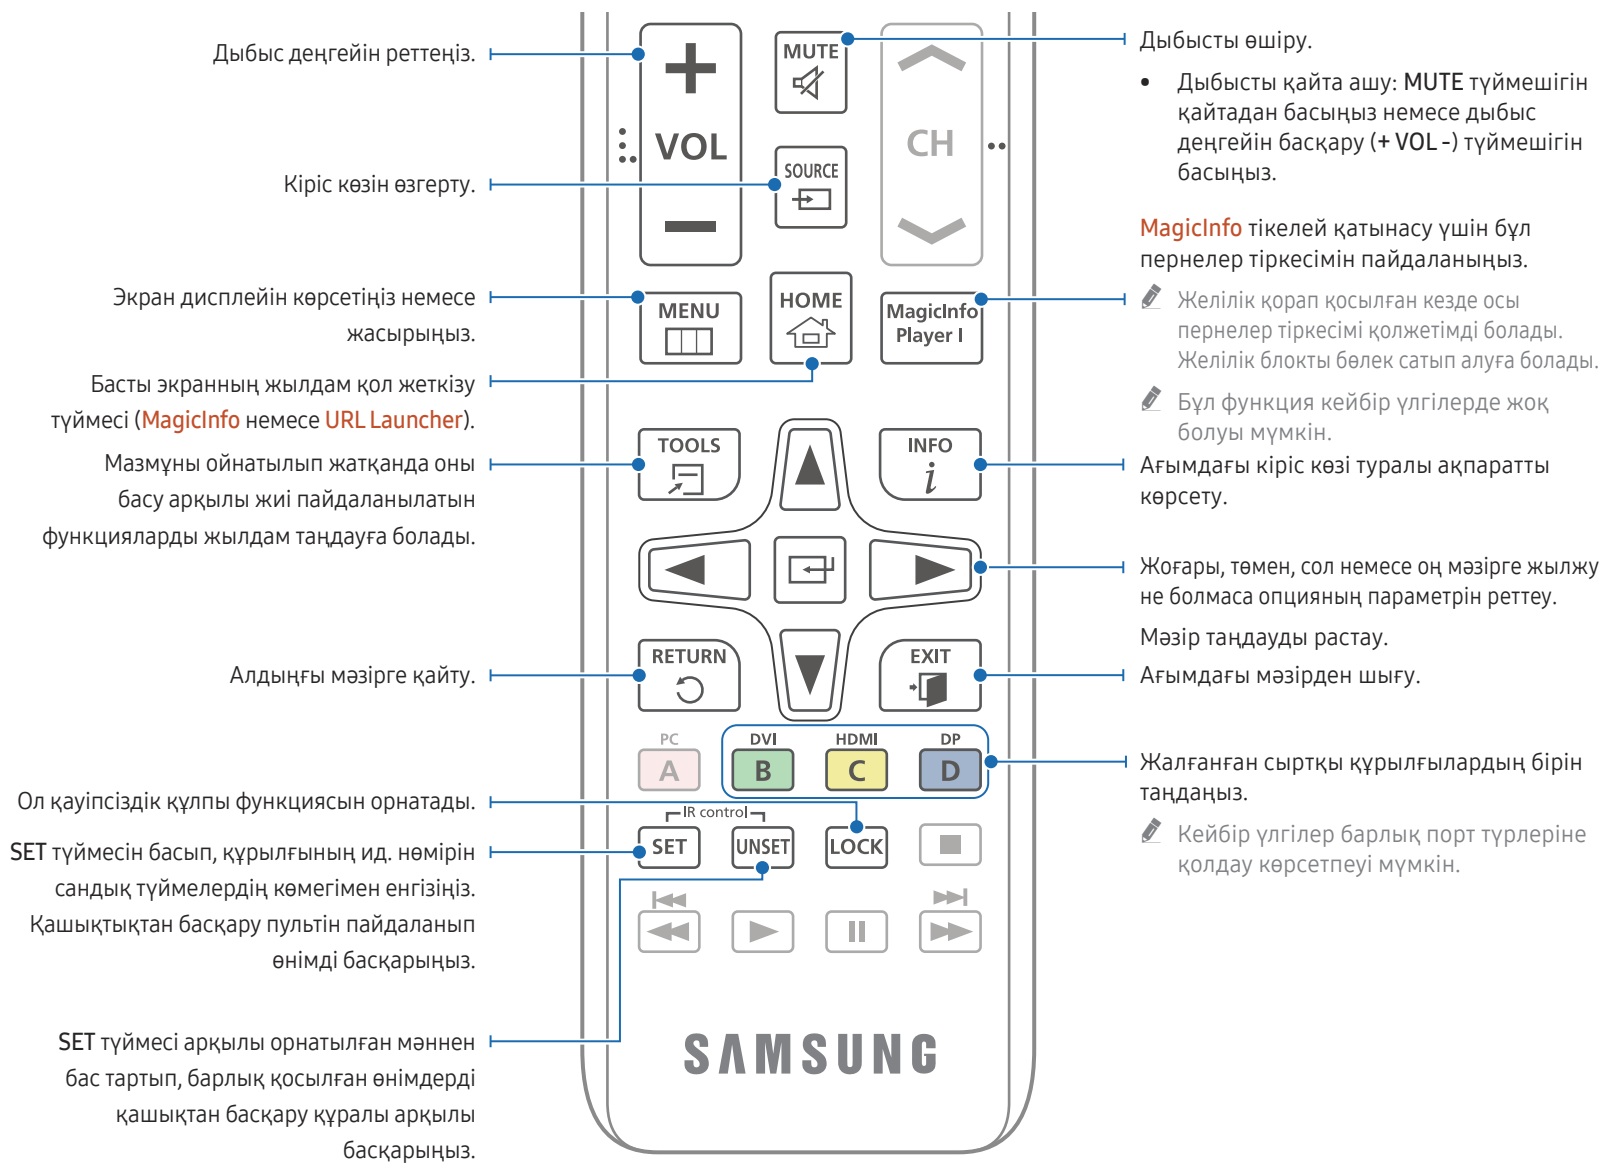 Дыбыс деңгейін реттеңіз.
Кіріс көзін өзгерту.
Экран дисплейін көрсетіңіз немесе
жасырыңыз.
Басты экранның жылдам қол жеткізу
түймесі (MagicInfo немесе URL Launcher).
Мазмұны ойнатылып жатқанда оны
басу арқылы жиі пайдаланылатын
функцияларды жылдам таңдауға болады.
Алдыңғы мәзірге қайту.
Ол қауіпсіздік құлпы функциясын орнатады.
SET түймесін басып, құрылғының ид. нөмірін
сандық түймелердің көмегімен енгізіңіз.
Қашықтықтан басқару пультін пайдаланып
өнімді басқарыңыз.
SET түймесі арқылы орнатылған мәннен
бас тартып, барлық қосылған өнімдерді
қашықтан басқару құралы арқылы
басқарыңыз.
MUTE
VOL
CH
SOURCE
MENU
HOME
MagicInfo
Player I
TOOLS
INFO
i
RETURN
EXIT
PC
DVI
HDMI
DP
A
B
C
D
IR control
SET
UNSET
LOCK
SAMSUNG
Дыбысты өшіру.
• Дыбысты қайта ашу: MUTE түймешігін
қайтадан басыңыз немесе дыбыс
деңгейін басқару (+ VOL -) түймешігін
басыңыз.
MagicInfo тікелей қатынасу үшін бұл
пернелер тіркесімін пайдаланыңыз.
Желілік қорап қосылған кезде осы
пернелер тіркесімі қолжетімді болады.
Желілік блокты бөлек сатып алуға болады.
Бұл функция кейбір үлгілерде жоқ
болуы мүмкін.
Ағымдағы кіріс көзі туралы ақпаратты
көрсету.
Жоғары, төмен, сол немесе оң мәзірге жылжу
не болмаса опцияның параметрін реттеу.
Мәзір таңдауды растау.
Ағымдағы мәзірден шығу.
Жалғанған сыртқы құрылғылардың бірін
таңдаңыз.
Кейбір үлгілер барлық порт түрлеріне
қолдау көрсетпеуі мүмкін.